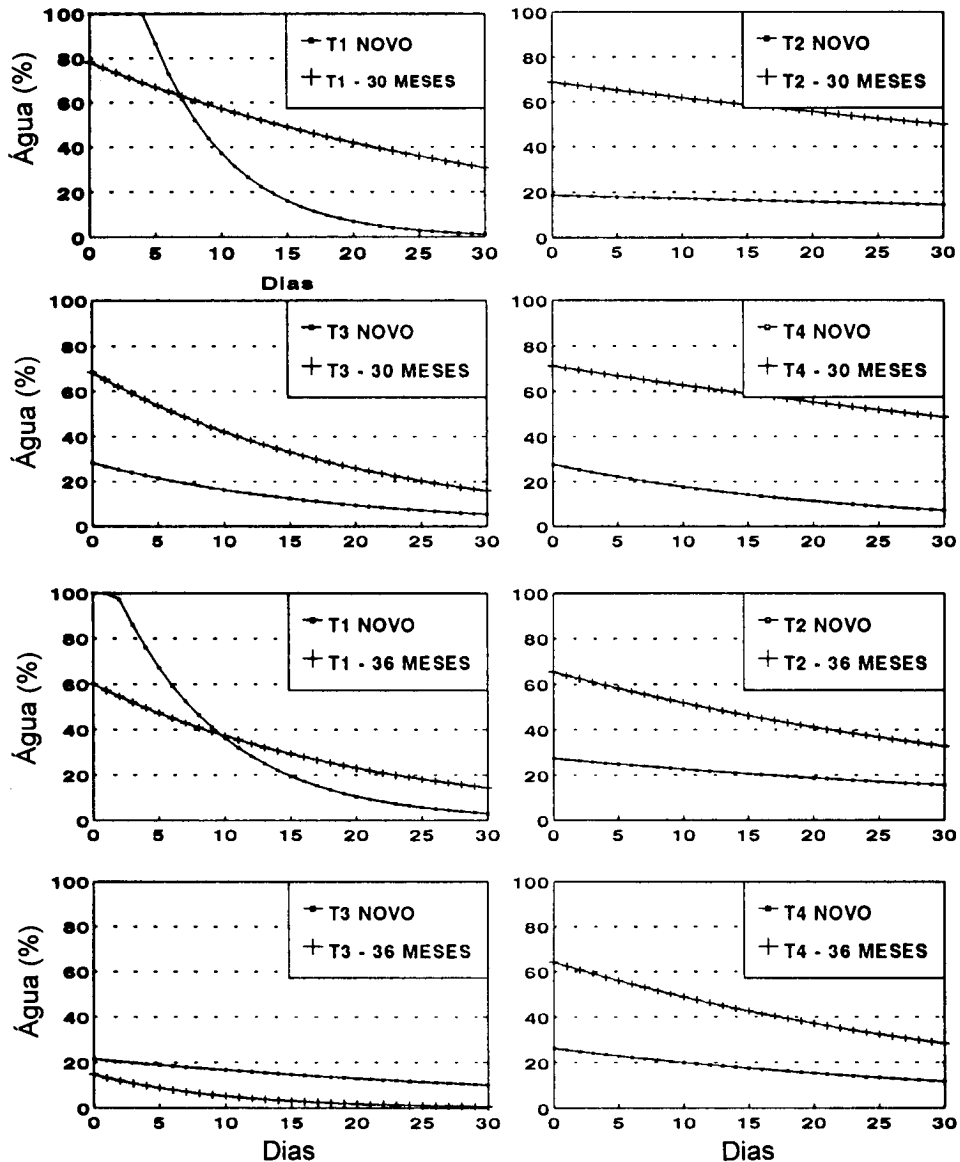 Água (%)
100
80
60
40
20
0
T1 NOVO
T1 - 30 MESES
0 5 10 15 20 25 30
Dias
100
80
60
40
20
0
T2 NOVO
T2 - 30 MESES
0 5 10 15 20 25 30
Água (%)
100
80
60
40
20
0
T3 NOVO
T3 - 30 MESES
0 5 10 15 20 25 30
100
80
60
40
20
0
T4 NOVO
T4 - 30 MESES
0 5 10 15 20 25 30
Água (%)
100
80
60
40
20
0
T1 NOVO
T1 - 36 MESES
0 5 10 15 20 25 30
100
80
60
40
20
0
T2 NOVO
T2 - 36 MESES
0 5 10 15 20 25 30
Água (%)
100
80
60
40
20
0
T3 NOVO
T3 - 36 MESES
0 5 10 15 20 25 30
Dias
100
80
60
40
20
0
T4 NOVO
T4 - 36 MESES
0 5 10 15 20 25 30
Dias